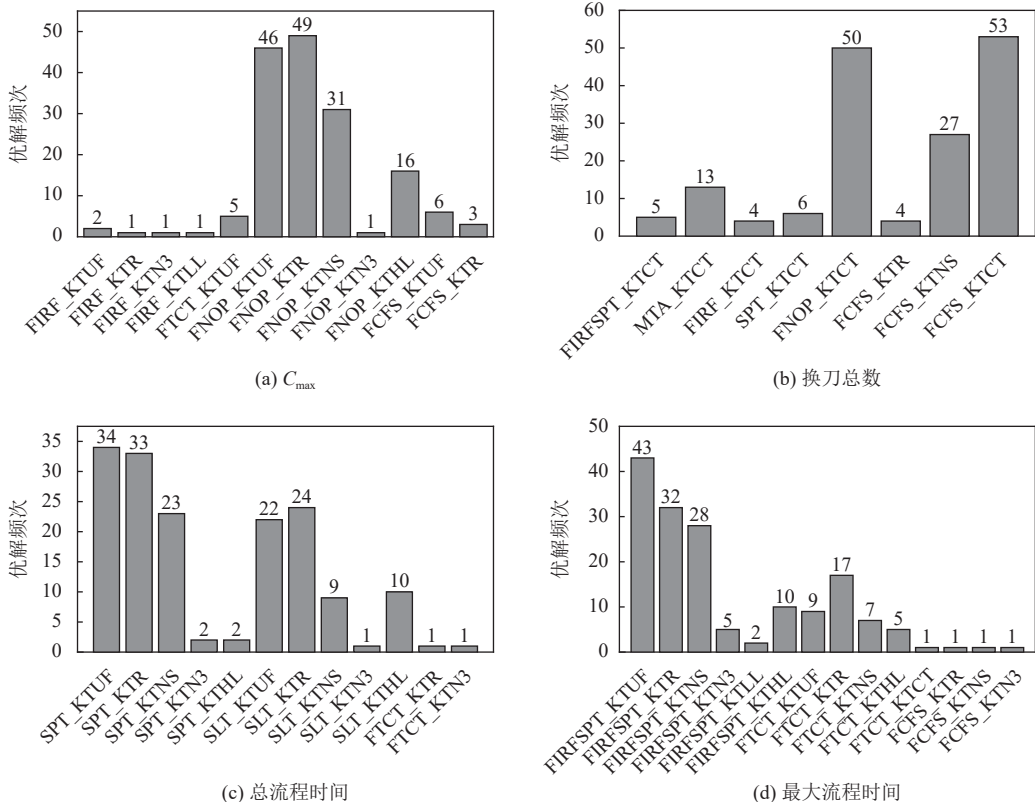 优解频次
50
40
30
20
10
0
2
1
1
1
5
46
49
31
1
16
6
3
FIRF_KTUF
FIRF_KTR
FIRF_KTN3
FIRF_KTLL
FTCT_KTUF
FNOP_KTUF
FNOP_KTR
FNOP_KTNS
FNOP_KTN3
FNOP_KTHL
FCFS_KTUF
FCFS_KTR
(a) Cmax
优解频次
60
50
40
30
20
10
0
5
13
4
6
50
4
27
53
FIRFSPT_KTCT
MTA_KTCT
FIRF_KTCT
SPT_KTCT
FNOP_KTCT
FCFS_KTR
FCFS_KTNS
FCFS_KTCT
(b) 换刀总数
优解频次
35
30
25
20
15
10
5
0
34
33
23
2
2
22
24
9
1
10
1
1
SPT_KTUF
SPT_KTR
SPT_KTNS
SPT_KTN3
SPT_KTHL
SLT_KTUF
SLT_KTR
SLT_KTNS
SLT_KTN3
SLT_KTHL
FTCT_KTR
FTCT_KTN3
(c) 总流程时间
优解频次
50
40
30
20
10
0
43
32
28
5
2
10
9
17
7
5
1
1
1
1
FIRFSPT_KTUF
FIRFSPT_KTR
FIRFSPT_KTNS
FIRFSPT_KTN3
FIRFSPT_KTLL
FIRFSPT_KTHL
FTCT_KTUF
FTCT_KTR
FTCT_KTNS
FTCT_KTHL
FTCT_KTCT
FCFS_KTR
FCFS_KTNS
FCFS_KTN3
(d) 最大流程时间